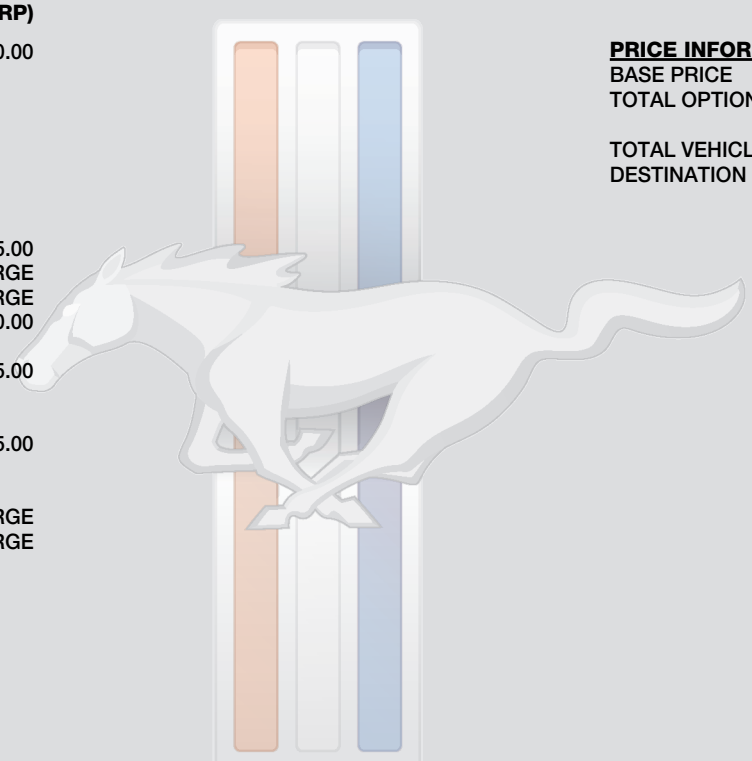 RP)
0.00
5.00
RGE
RGE
0.00
5.00
5.00
RGE
RGE
PRICE INFOR
BASE PRICE
TOTAL OPTION
TOTAL VEHICL
DESTINATION